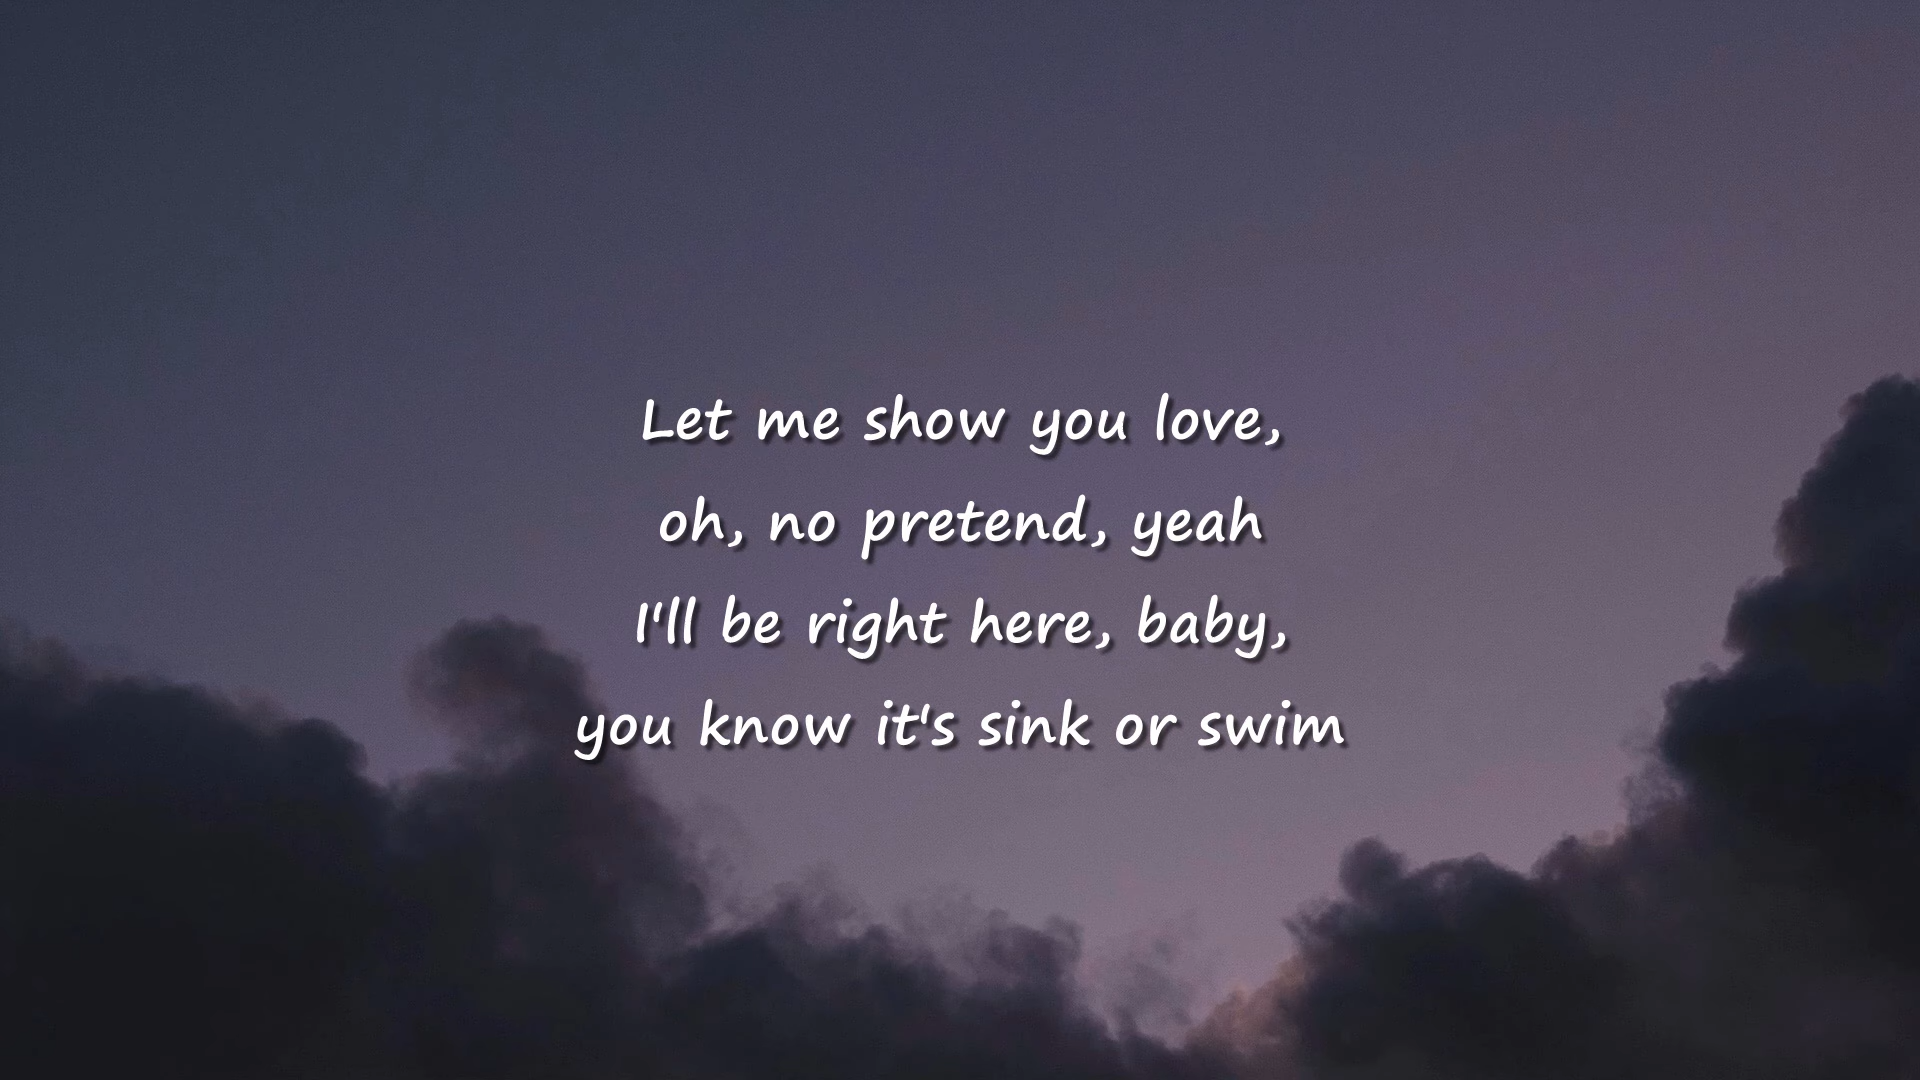 Let me show you love,
oh, no pretend, yeah
I'll be right here, baby,
you know it's sink or swim